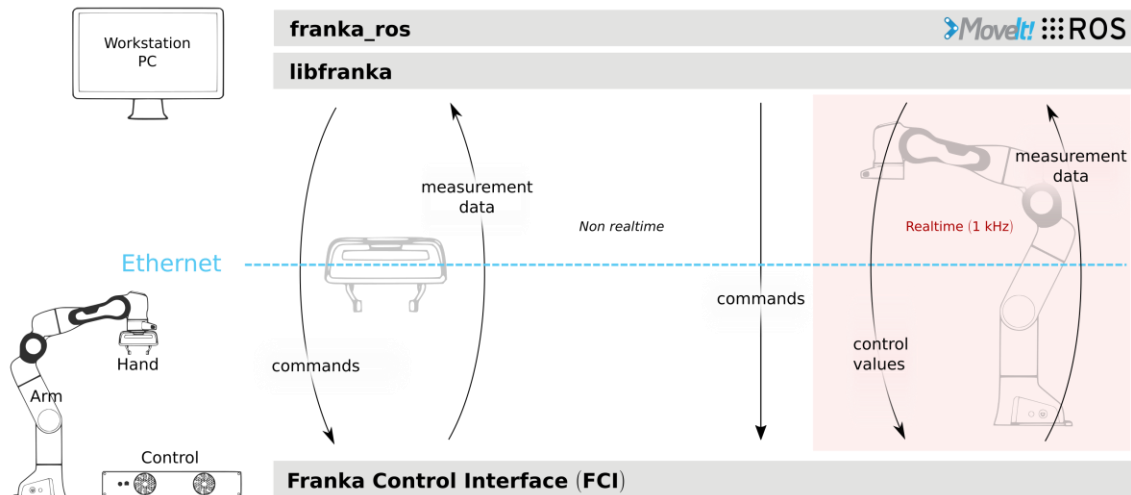 Workstation
PC
franka_ros
MoveIt! ROS
libfranka
measurement
data
measurement
data
Non realtime
Realtime (1 kHz)
Ethernet
commands
commands
control
values
Hand
Arm
Control
Franka Control Interface (FCI)